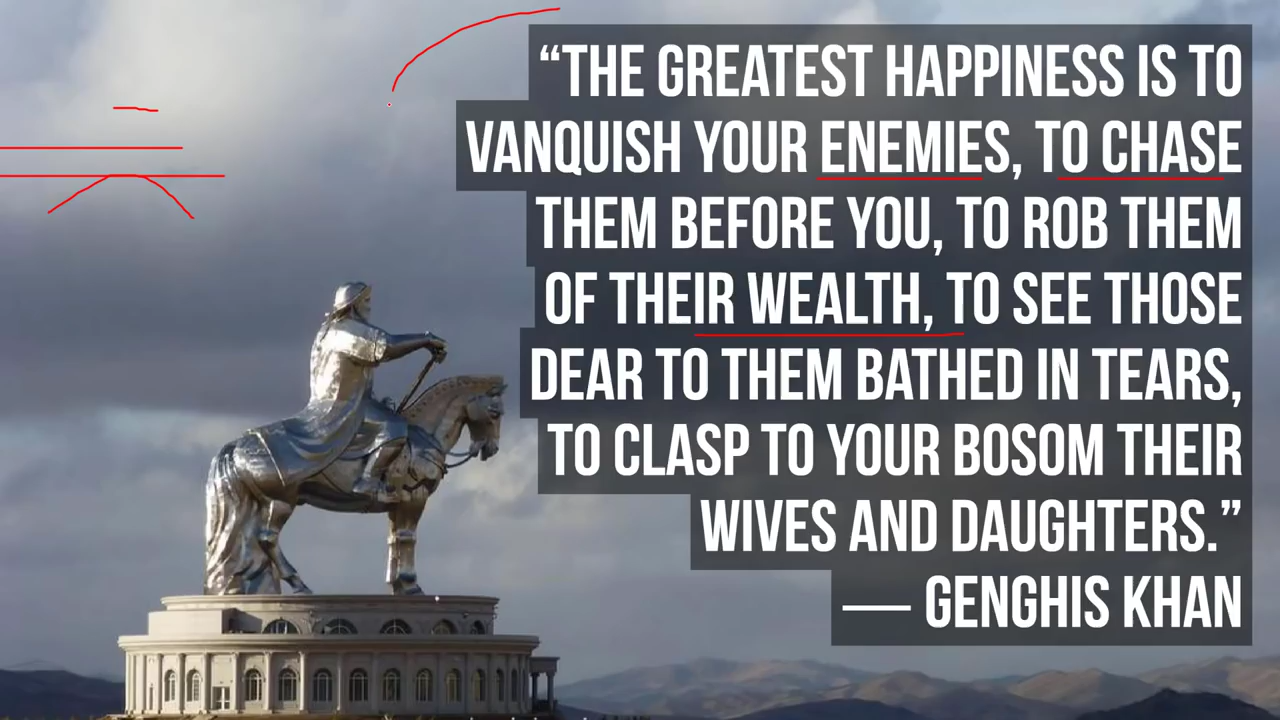 “THE GREATEST HAPPINESS IS TO
VANQUISH YOUR ENEMIES, TO CHASE
THEM BEFORE YOU, TO ROB THEM
OF THEIR WEALTH, TO SEE THOSE
DEAR TO THEM BATHED IN TEARS,
TO CLASP TO YOUR BOSOM THEIR
WIVES AND DAUGHTERS.”
— GENGHIS KHAN